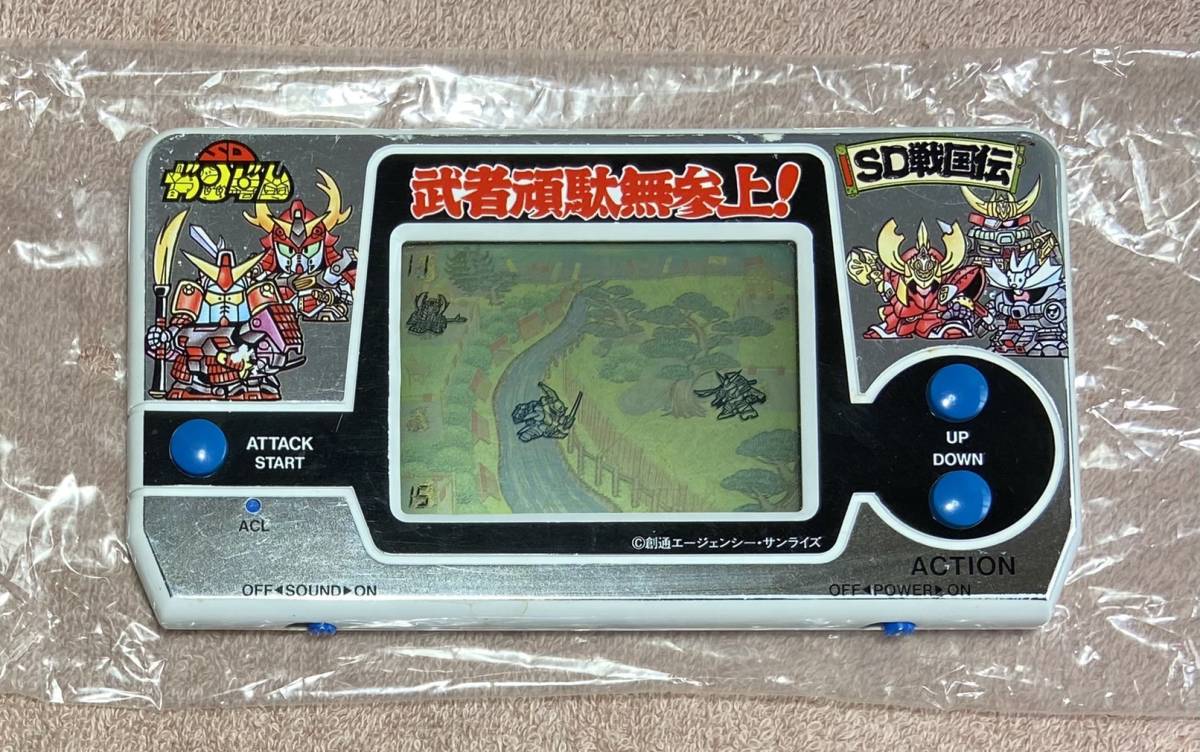 SD
ガンダム
武者頑駄無参上!
SD戦国伝
11
15
ATTACK
START
ACL
UP
DOWN
©創通エージェンシー・サンライズ
ACTION
OFF◀SOUND▶ON
OFF◀POWER▶ON